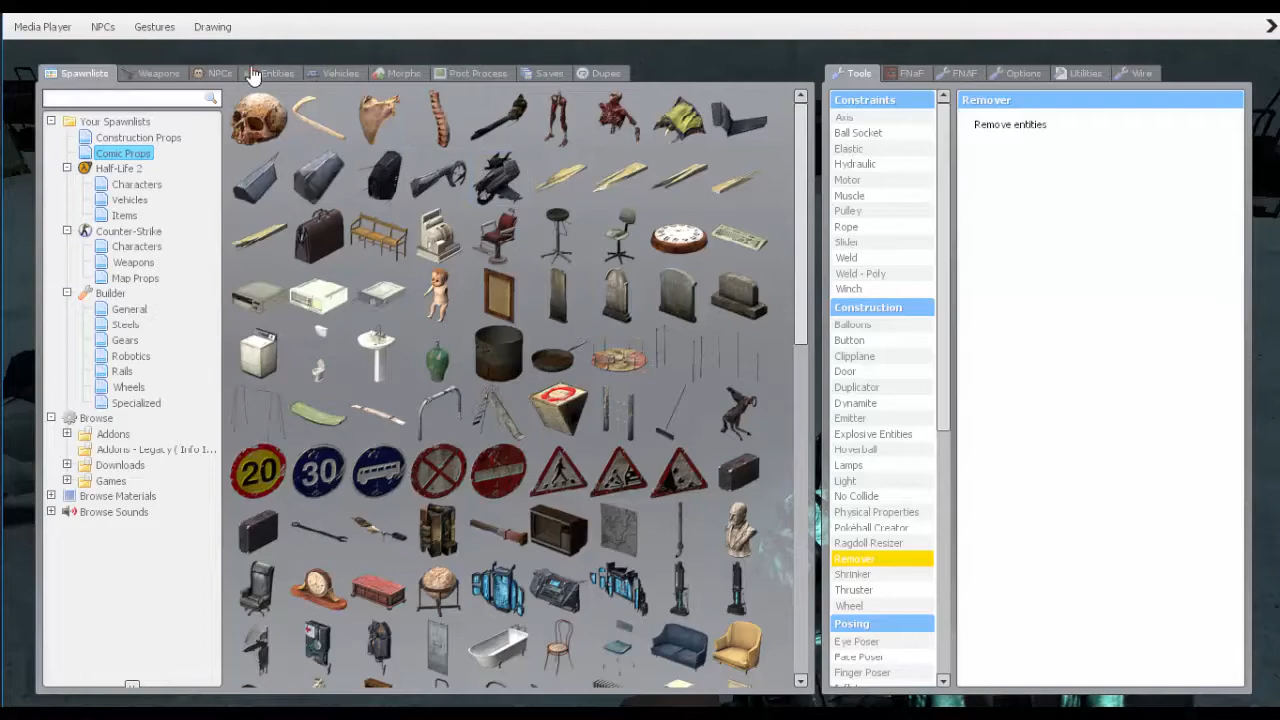 Media Player NPCs Gestures Drawing
Spawnlists Weapons NPCs Entities Vehicles Morphs Post Process Saves Dupes
Your Spawnlists
Construction Props
Comic Props
Half-Life 2
Characters
Vehicles
Items
Counter-Strike
Characters
Weapons
Map Props
Builder
General
Steels
Gears
Robotics
Rails
Wheels
Specialized
Browse
Addons
Addons - Legacy ( Info I...
Downloads
Games
Browse Materials
Browse Sounds
20
30
Tools FNaF FNAF Options Utilities Wire
Constraints
Axis
Ball Socket
Elastic
Hydraulic
Motor
Muscle
Pulley
Rope
Slider
Weld
Weld - Poly
Winch
Construction
Balloons
Button
Clipplane
Door
Duplicator
Dynamite
Emitter
Explosive Entities
Hoverball
Lamps
Light
No Collide
Physical Properties
Pokéball Creator
Ragdoll Resizer
Remover
Shrinker
Thruster
Wheel
Posing
Eye Poser
Face Poser
Finger Poser
Remover
Remove entities